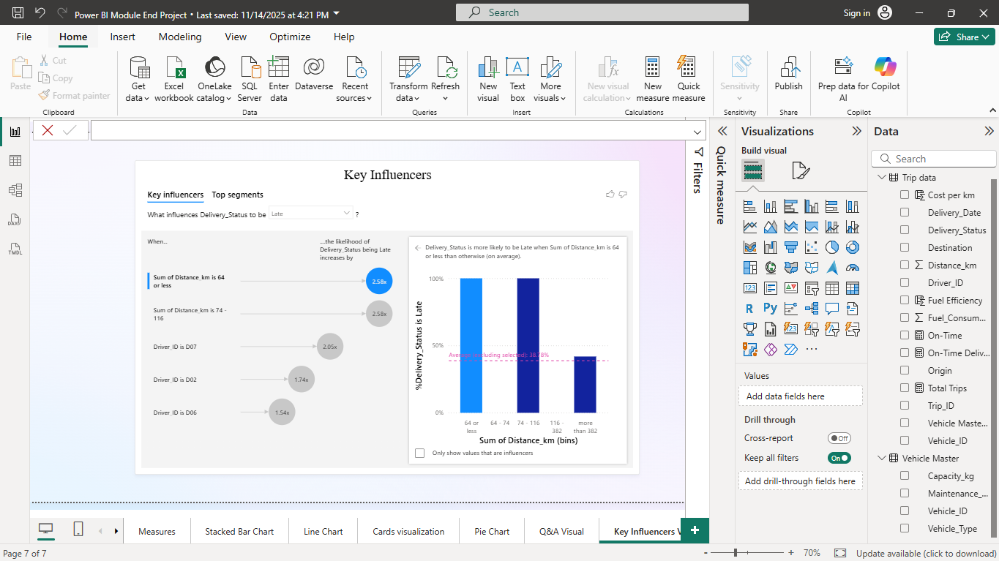 Power BI Module End Project • Last saved: 11/14/2025 at 4:21 PM
Search
Sign in
File
Home
Insert
Modeling
View
Optimize
Help
Share
Paste
Cut
Copy
Format painter
Clipboard
Get data
Excel workbook
OneLake catalog
SQL Server
Enter data
Dataverse
Recent sources
Data
Transform data
Refresh
Queries
New visual
Text box
More visuals
Insert
New visual calculation
New measure
Quick measure
Calculations
Sensitivity
Sensitivity
Publish
Share
Prep data for AI
Copilot
Copilot
DAX
TMDL
Key Influencers
Key influencers
Top segments
What influences Delivery_Status to be
Late
?
When...
....the likelihood of
Delivery_Status being Late
increases by
Sum of Distance_km is 64
or less
2.58x
Sum of Distance_km is 74 -
116
2.58x
Driver_ID is D07
2.05x
Driver_ID is D02
1.74x
Driver_ID is D06
1.54x
Delivery_Status is more likely to be Late when Sum of Distance_km is 64
or less than otherwise (on average).
%Delivery_Status is Late
100%
50%
0%
Average (excluding selected): 38.78%
64 or less
64 - 74
74 - 116
116 - 382
more than 382
Sum of Distance_km (bins)
Only show values that are influencers
Filters
Quick measure
Visualizations
Build visual
123
R
Py
123
Values
Add data fields here
Drill through
Cross-report
Off
Keep all filters
On
Add drill-through fields here
Data
Search
Trip data
Cost per km
Delivery_Date
Delivery_Status
Destination
Distance_km
Driver_ID
Fuel Efficiency
Fuel_Consum...
On-Time
On-Time Deliv...
Origin
Total Trips
Trip_ID
Vehicle Maste...
Vehicle_ID
Vehicle Master
Capacity_kg
Maintenance_...
Vehicle_ID
Vehicle_Type
Measures
Stacked Bar Chart
Line Chart
Cards visualization
Pie Chart
Q&A Visual
Key Influencers V
Page 7 of 7
70%
Update available (click to download)